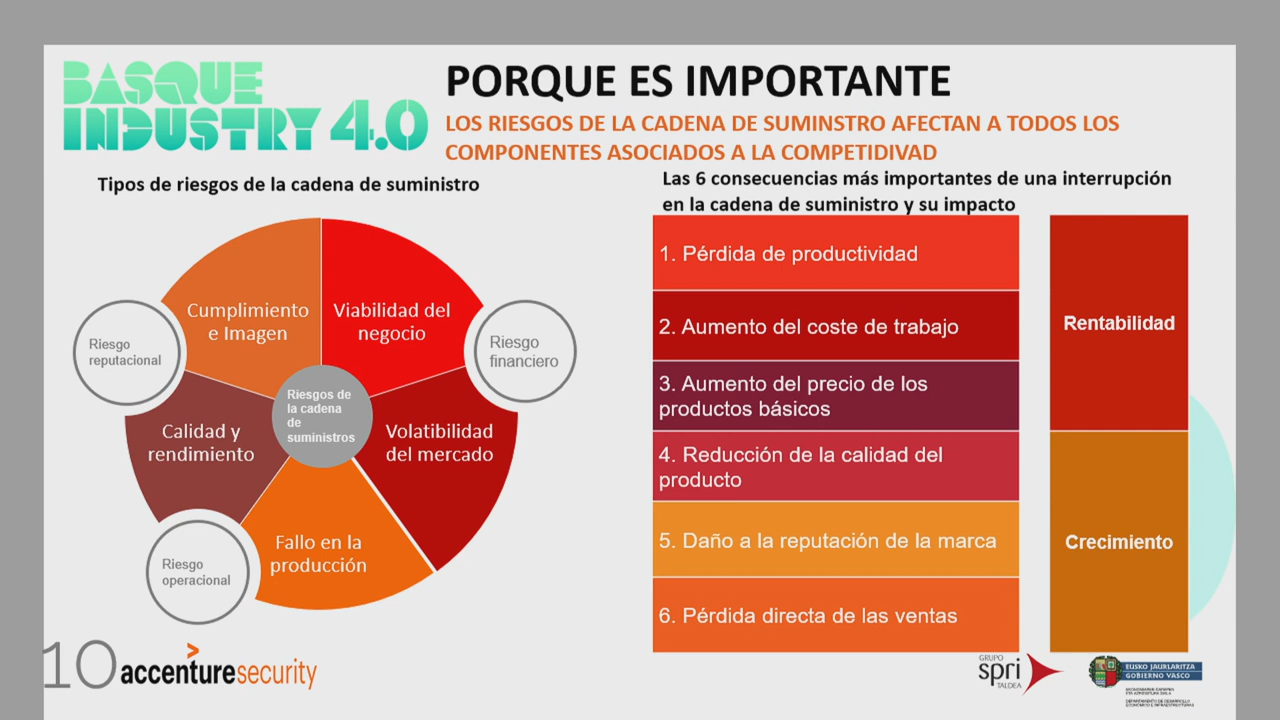 BASQUE
INDUSTRY 4.0
PORQUE ES IMPORTANTE
LOS RIESGOS DE LA CADENA DE SUMINSTRO AFECTAN A TODOS LOS
COMPONENTES ASOCIADOS A LA COMPETIDIVAD
Tipos de riesgos de la cadena de suministro
Cumplimiento
e Imagen
Viabilidad del
negocio
Riesgo
reputacional
Riesgo
financiero
Riesgos de
la cadena
de
suministros
Calidad y
rendimiento
Volatibilidad
del mercado
Fallo en la
producción
Riesgo
operacional
Las 6 consecuencias más importantes de una interrupción
en la cadena de suministro y su impacto
1. Pérdida de productividad
2. Aumento del coste de trabajo
3. Aumento del precio de los
productos básicos
4. Reducción de la calidad del
producto
5. Daño a la reputación de la marca
6. Pérdida directa de las ventas
Rentabilidad
Crecimiento
10
accenturesecurity
GRUPO
spri
TALDEA
EUSKO JAURLARITZA
GOBIERNO VASCO
DEPARTAMENTO DE DESARROLLO
ECONÓMICO E INFRAESTRUCTURAS